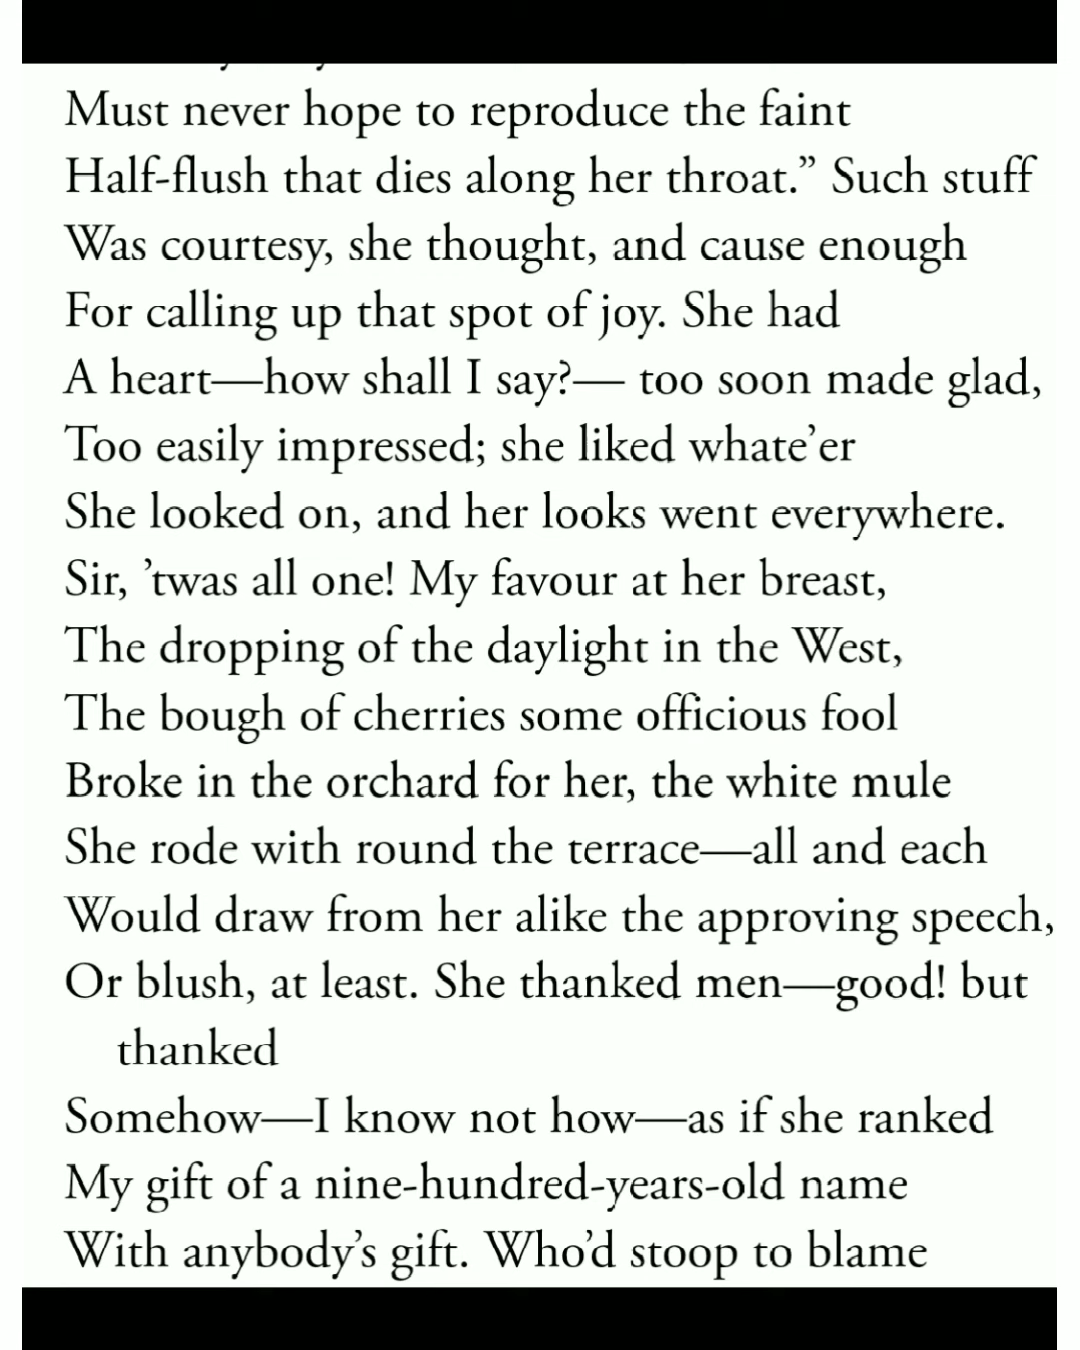 Must never hope to reproduce the faint
Half-flush that dies along her throat.” Such stuff
Was courtesy, she thought, and cause enough
For calling up that spot of joy. She had
A heart—how shall I say?— too soon made glad,
Too easily impressed; she liked whate’er
She looked on, and her looks went everywhere.
Sir, ’twas all one! My favour at her breast,
The dropping of the daylight in the West,
The bough of cherries some officious fool
Broke in the orchard for her, the white mule
She rode with round the terrace—all and each
Would draw from her alike the approving speech,
Or blush, at least. She thanked men—good! but
thanked
Somehow—I know not how—as if she ranked
My gift of a nine-hundred-years-old name
With anybody’s gift. Who’d stoop to blame